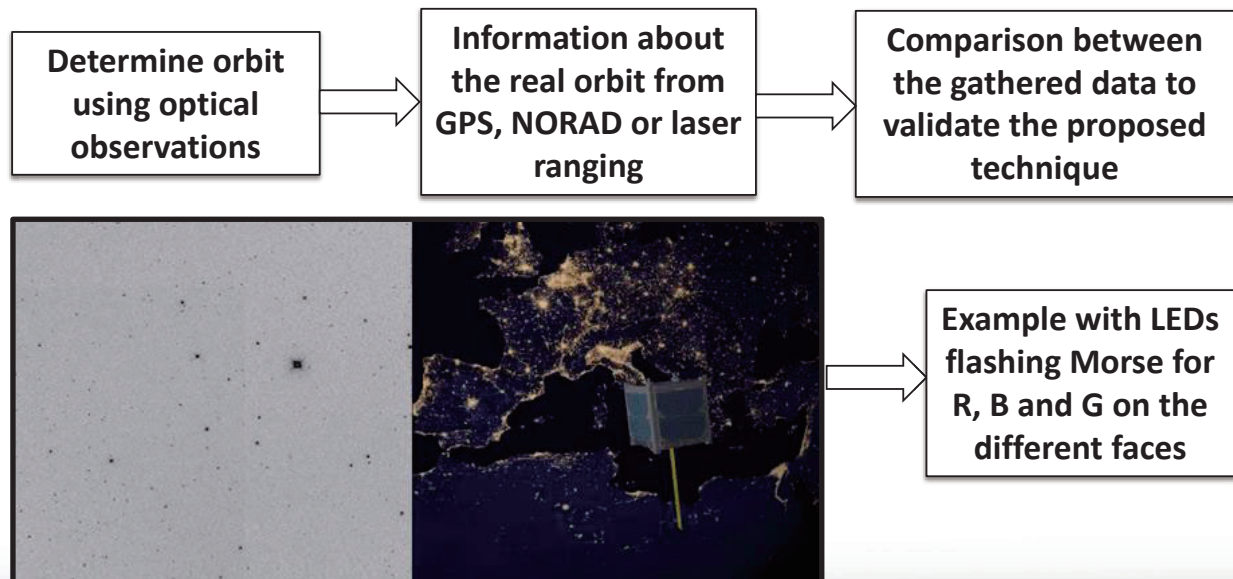 Determine orbit
using optical
observations
Information about
the real orbit from
GPS, NORAD or laser
ranging
Comparison between
the gathered data to
validate the proposed
technique
Example with LEDs
flashing Morse for
R, B and G on the
different faces